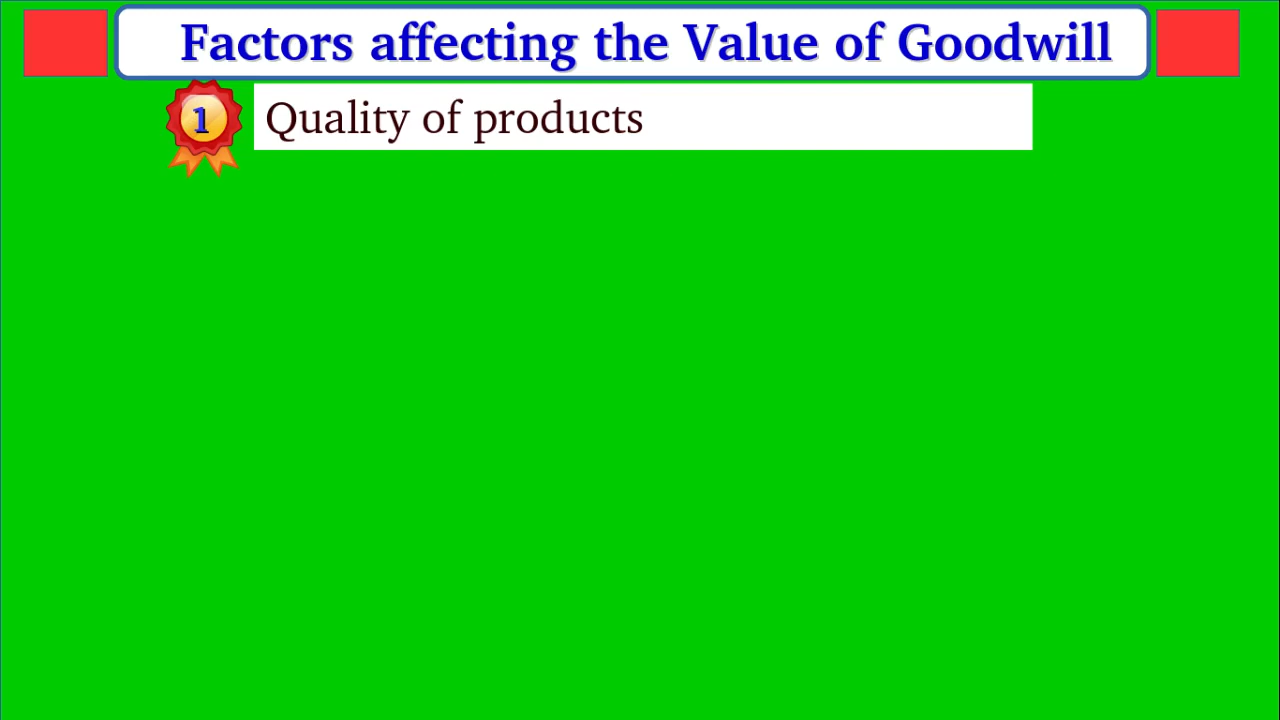 Factors affecting the Value of Goodwill
1
Quality of products